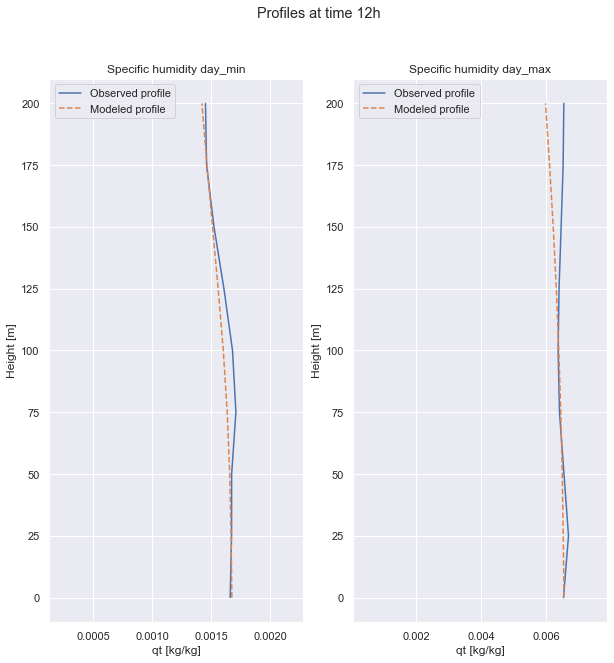 Profiles at time 12h
Specific humidity day_min
Observed profile
Modeled profile
200
175
150
125
100
75
50
25
0
Height [m]
0.0005 0.0010 0.0015 0.0020
qt [kg/kg]
Specific humidity day_max
Observed profile
Modeled profile
200
175
150
125
100
75
50
25
0
Height [m]
0.002 0.004 0.006
qt [kg/kg]